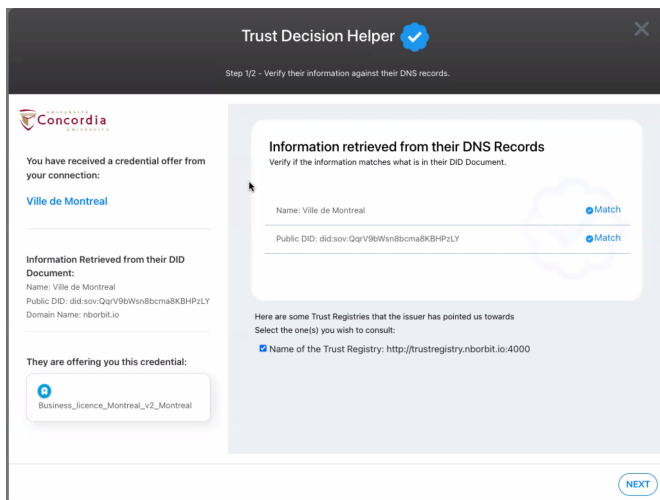 Trust Decision Helper
Step 1/2 - Verify their information against their DNS records.
UNIVERSITÉ
Concordia
UNIVERSITY
You have received a credential offer from
your connection:
Ville de Montreal
Information Retrieved from their DID
Document:
Name: Ville de Montreal
Public DID: did:sov:QqrV9bWsn8bcma8KBHPzLY
Domain Name: nborbit.io
They are offering you this credential:
Business_licence_Montreal_v2_Montreal
Information retrieved from their DNS Records
Verify if the information matches what is in their DID Document.
Name: Ville de Montreal Match
Public DID: did:sov:QqrV9bWsn8bcma8KBHPzLY Match
Here are some Trust Registries that the issuer has pointed us towards
Select the one(s) you wish to consult:
Name of the Trust Registry: http://trustregistry.nborbit.io:4000
NEXT